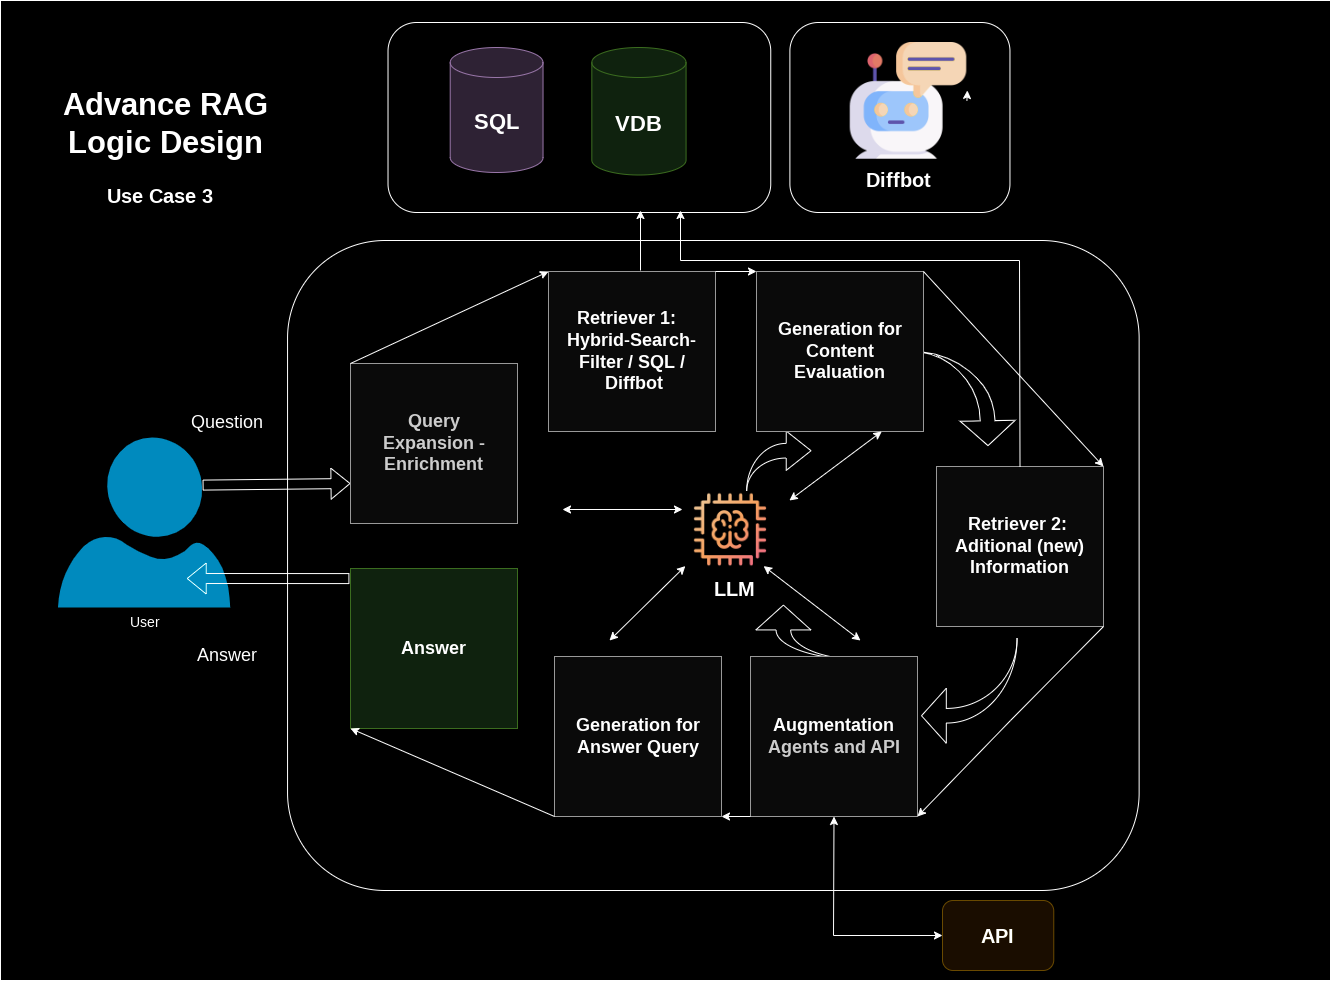 Advance RAG
Logic Design
Use Case 3
SQL
VDB
Diffbot
Retriever 1:
Hybrid-Search-
Filter / SQL /
Diffbot
Generation for
Content
Evaluation
Query
Expansion -
Enrichment
Question
User
Answer
LLM
Retriever 2:
Aditional (new)
Information
Answer
Generation for
Answer Query
Augmentation
Agents and API
API